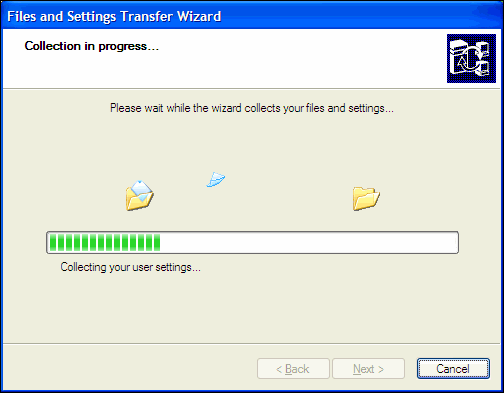 Files and Settings Transfer Wizard
Collection in progress...
Please wait while the wizard collects your files and settings...
Collecting your user settings...
< Back
Next >
Cancel